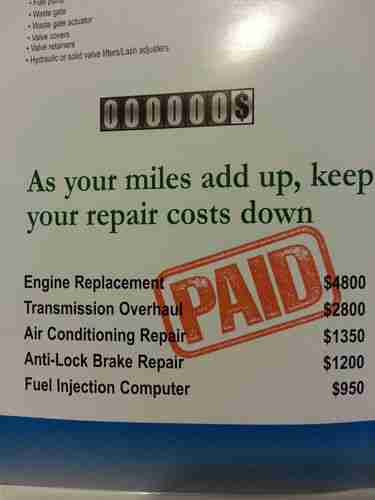 • Fuel pump
• Waste gate
• Waste gate actuator
• Valve covers
• Valve retainers
• Hydraulic or solid valve lifters/Lash adjusters
000000$
As your miles add up, keep
your repair costs down
PAID
Engine Replacement $4800
Transmission Overhaul $2800
Air Conditioning Repair $1350
Anti-Lock Brake Repair $1200
Fuel Injection Computer $950